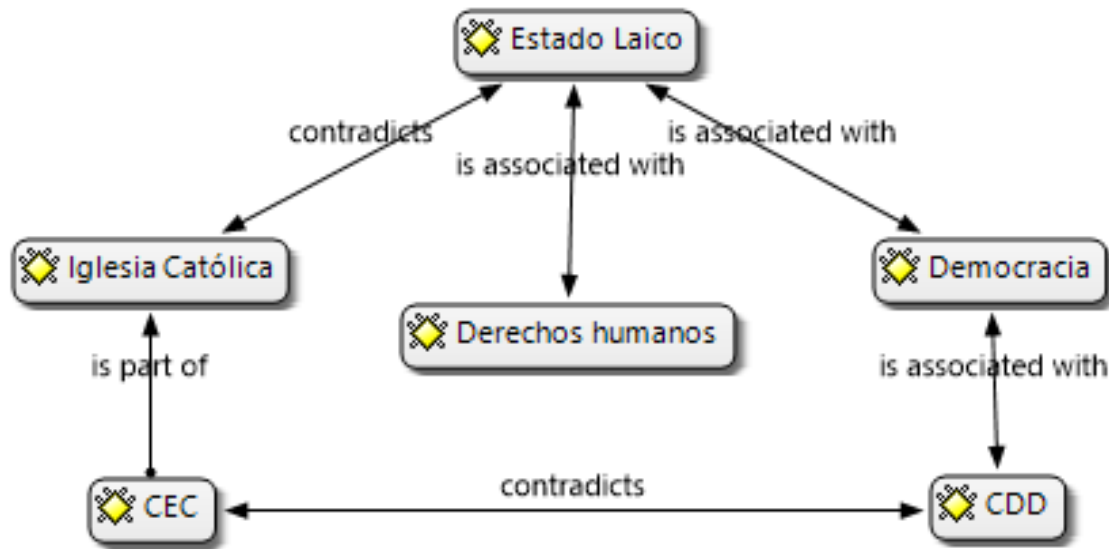 Estado Laico
contradicts
is associated with
is associated with
Iglesia Católica
Democracia
Derechos humanos
is part of
is associated with
contradicts
CEC
CDD